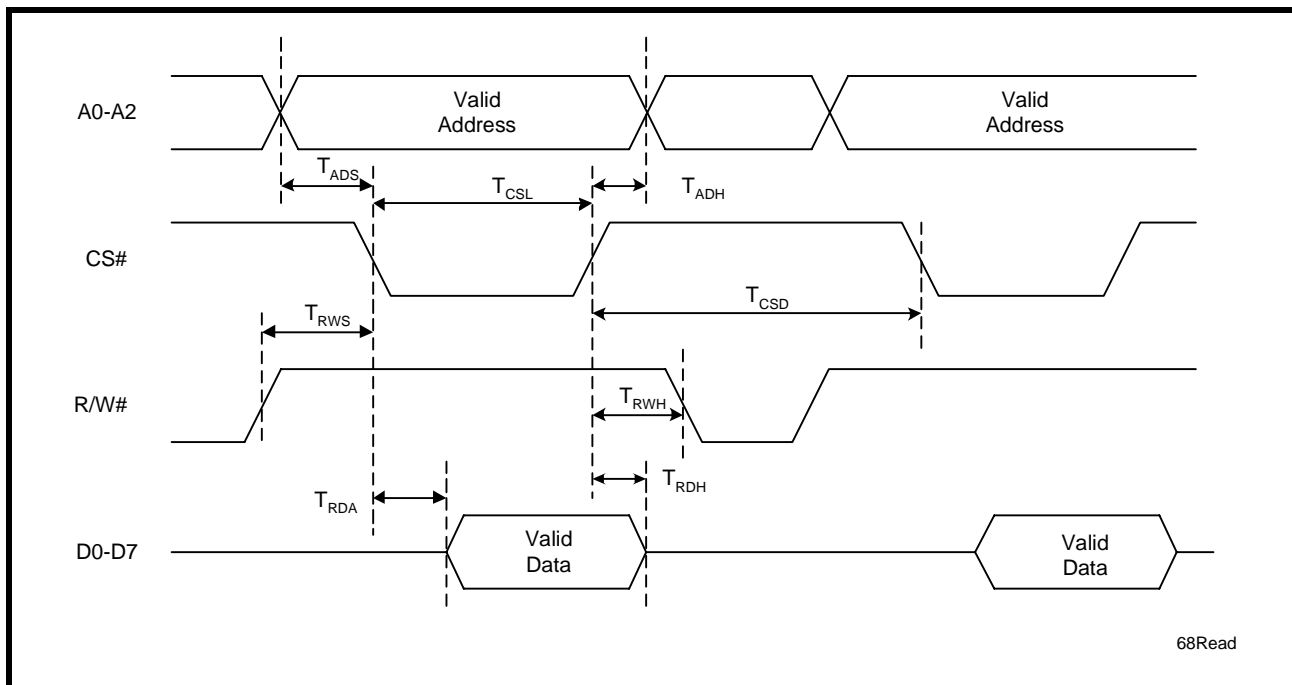 A0-A2
Valid
Address
Valid
Address
TADS
TCSL
TADH
CS#
TCSD
TRWS
R/W#
TRWH
TRDA
TRDH
D0-D7
Valid
Data
Valid
Data
68Read